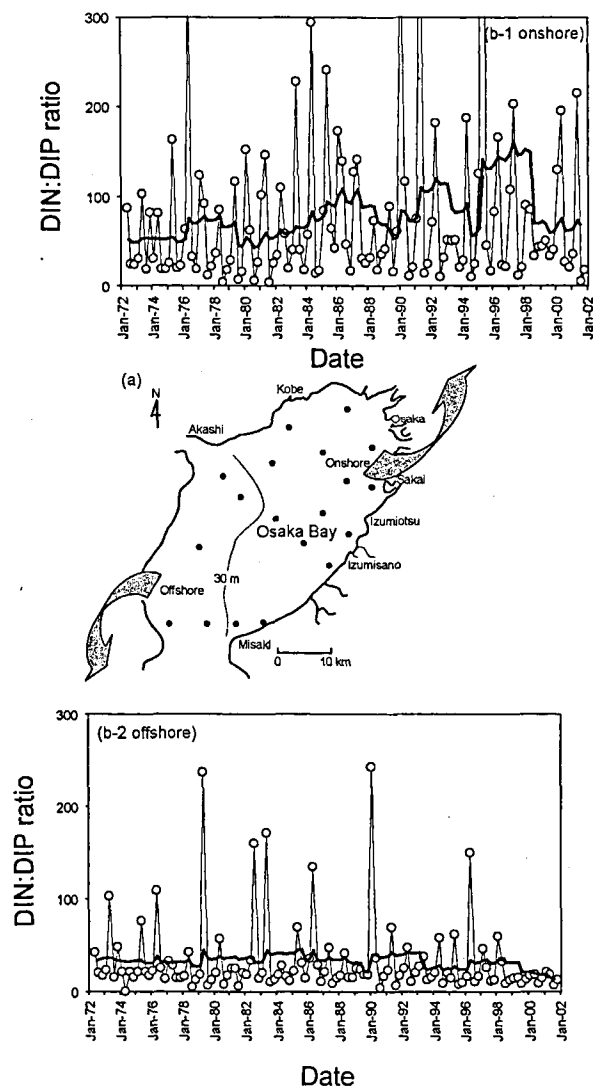 (b-1 onshore)
300
200
100
0
DIN:DIP ratio
Jan-72
Jan-74
Jan-76
Jan-78
Jan-80
Jan-82
Jan-84
Jan-86
Jan-88
Jan-90
Jan-92
Jan-94
Jan-95
Jan-96
Jan-98
Jan-00
Jan-02
Date
(a)
N
Kobe
Akashi
Osaka
Onshore
Sakai
Izumiotsu
Osaka Bay
Izumisano
30 m
Offshore
Misaki
0 10 km
(b-2 offshore)
300
200
100
0
DIN:DIP ratio
Jan-72
Jan-74
Jan-76
Jan-78
Jan-80
Jan-82
Jan-84
Jan-86
Jan-88
Jan-90
Jan-92
Jan-94
Jan-96
Jan-98
Jan-00
Jan-02
Date